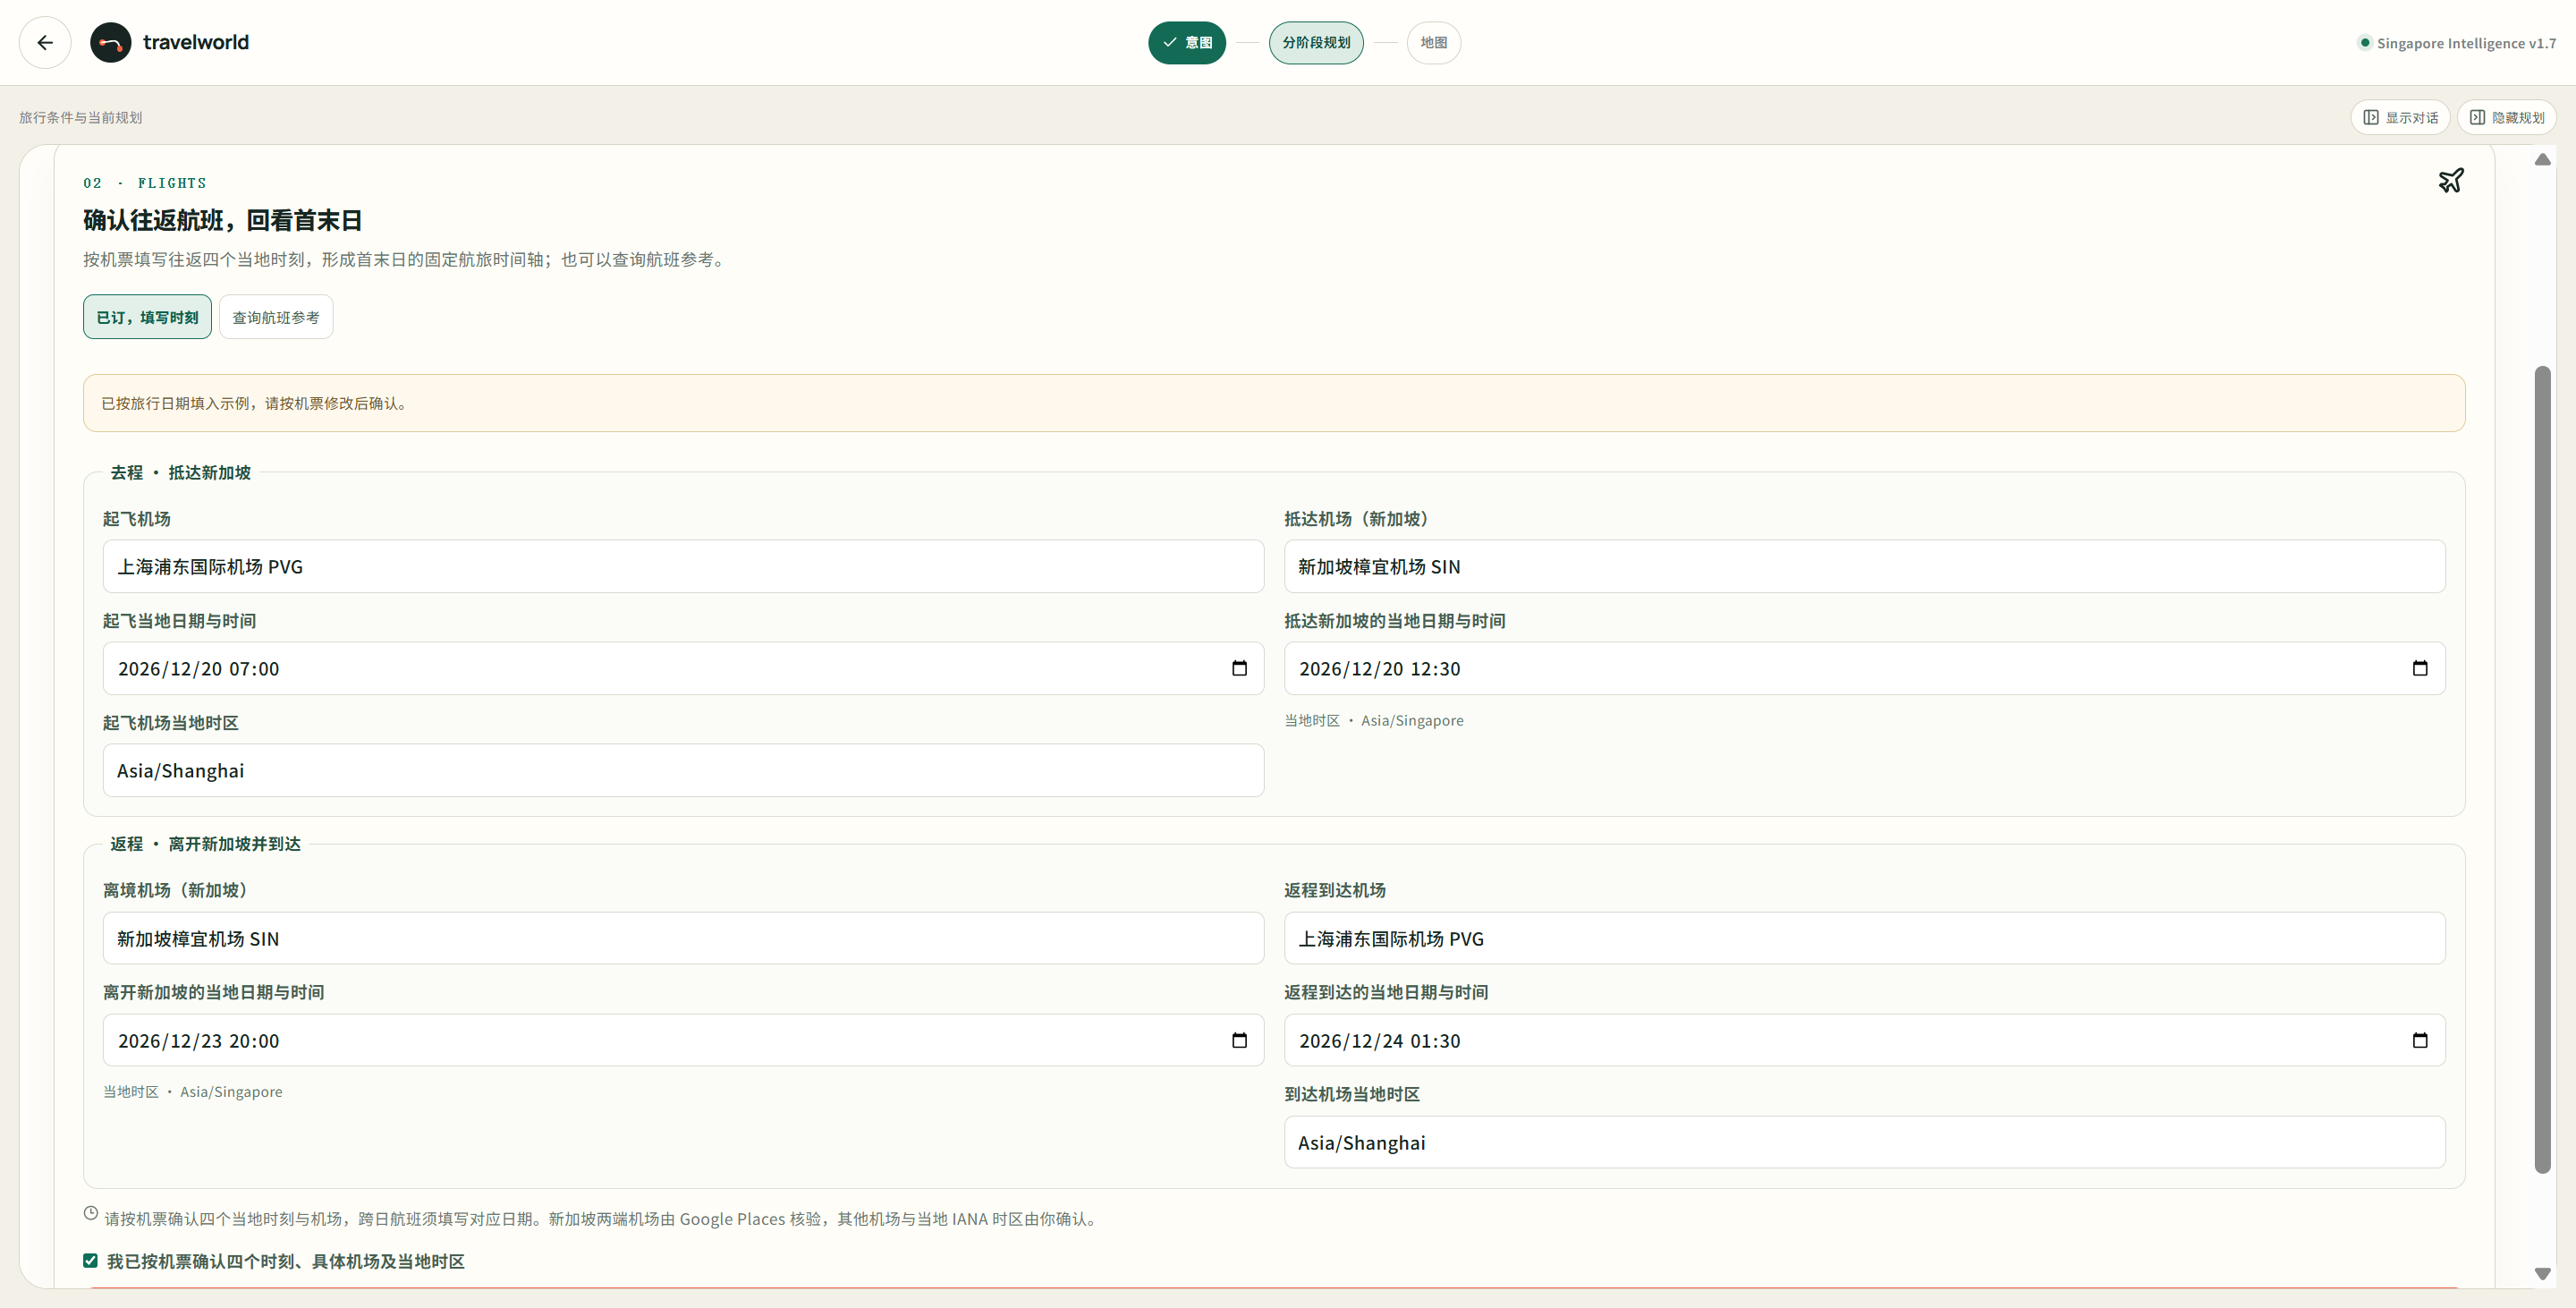 travelworld
意图
分阶段规划
地图
Singapore Intelligence v1.7
旅行条件与当前规划
显示对话
隐藏规划
02 · FLIGHTS
确认往返航班，回看首末日
按机票填写往返四个当地时刻，形成首末日的固定航旅时间轴；也可以查询航班参考。
已订，填写时刻
查询航班参考
已按旅行日期填入示例，请按机票修改后确认。
去程 · 抵达新加坡
起飞机场
抵达机场（新加坡）
上海浦东国际机场 PVG
新加坡樟宜机场 SIN
起飞当地日期与时间
抵达新加坡的当地日期与时间
2026/12/20 07:00
2026/12/20 12:30
起飞机场当地时区
当地时区 · Asia/Singapore
Asia/Shanghai
返程 · 离开新加坡并到达
离境机场（新加坡）
返程到达机场
新加坡樟宜机场 SIN
上海浦东国际机场 PVG
离开新加坡的当地日期与时间
返程到达的当地日期与时间
2026/12/23 20:00
2026/12/24 01:30
当地时区 · Asia/Singapore
到达机场当地时区
Asia/Shanghai
请按机票确认四个当地时刻与机场，跨日航班须填写对应日期。新加坡两端机场由 Google Places 核验，其他机场与当地 IANA 时区由你确认。
我已按机票确认四个时刻、具体机场及当地时区